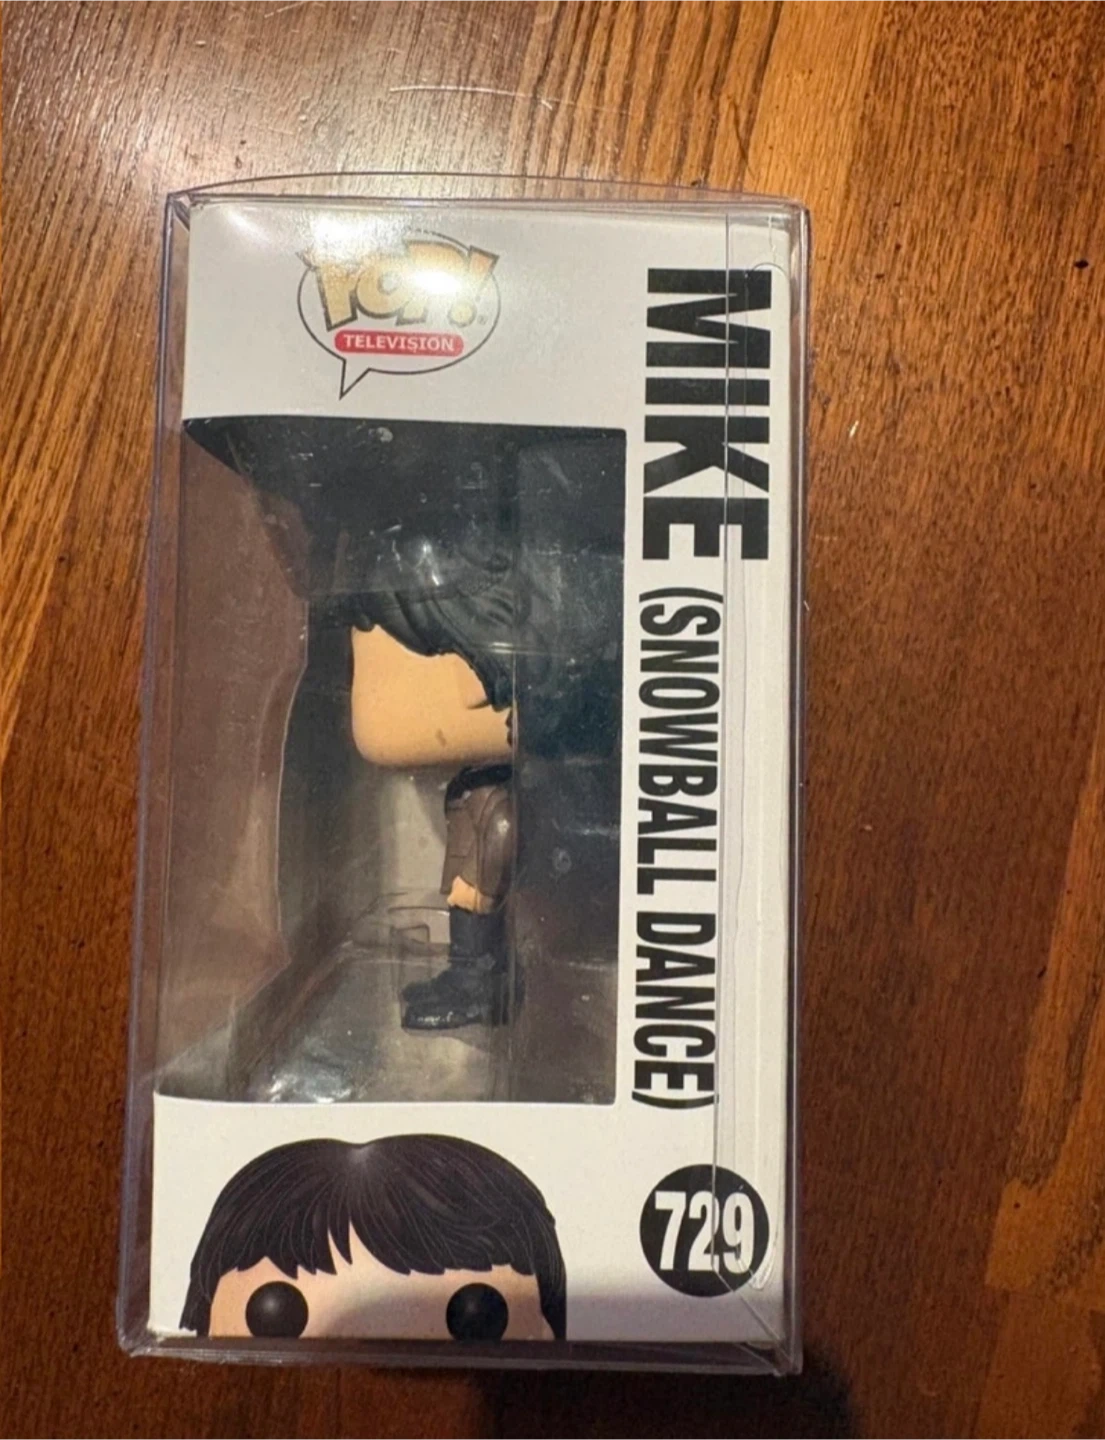 POP!
TELEVISION
MIKE (SNOWBALL DANCE)
729